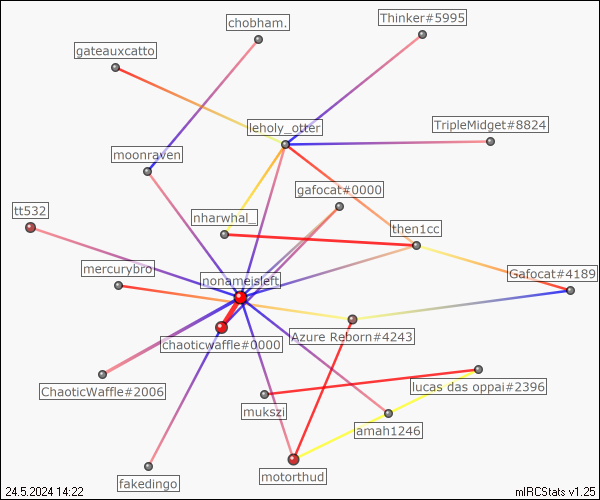 chobham.
Thinker#5995
gateauxcatto
leholy_otter
TripleMidget#8824
moonraven
gafocat#0000
tt532
nharwhal_
then1cc
mercurybro
nonameisleft
Gafocat#4189
chaoticwaffle#0000
Azure Reborn#4243
ChaoticWaffle#2006
lucas das oppai#2396
mukszi
amah1246
fakedingo
motorthud
24.5.2024 14:22
mIRCStats v1.25